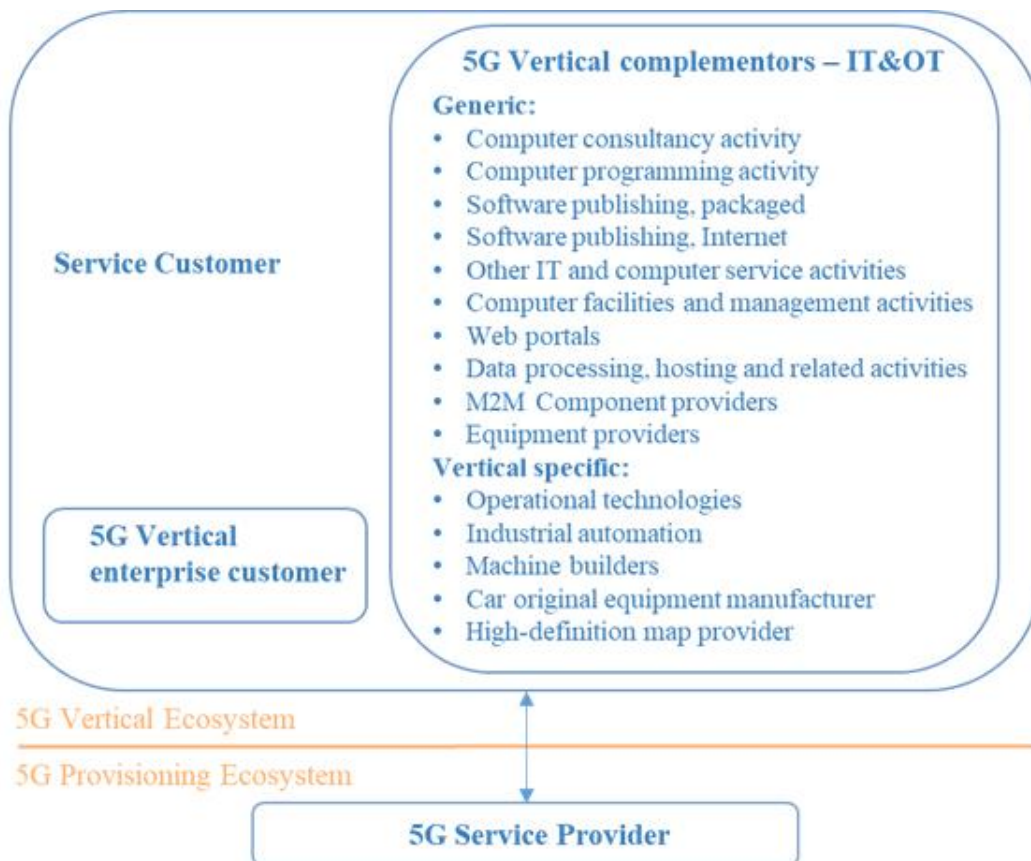 5G Vertical complementors – IT&OT
Generic:
• Computer consultancy activity
• Computer programming activity
• Software publishing, packaged
• Software publishing, Internet
• Other IT and computer service activities
• Computer facilities and management activities
• Web portals
• Data processing, hosting and related activities
• M2M Component providers
• Equipment providers
Vertical specific:
• Operational technologies
• Industrial automation
• Machine builders
• Car original equipment manufacturer
• High-definition map provider
Service Customer
5G Vertical
enterprise customer
5G Vertical Ecosystem
5G Provisioning Ecosystem
5G Service Provider